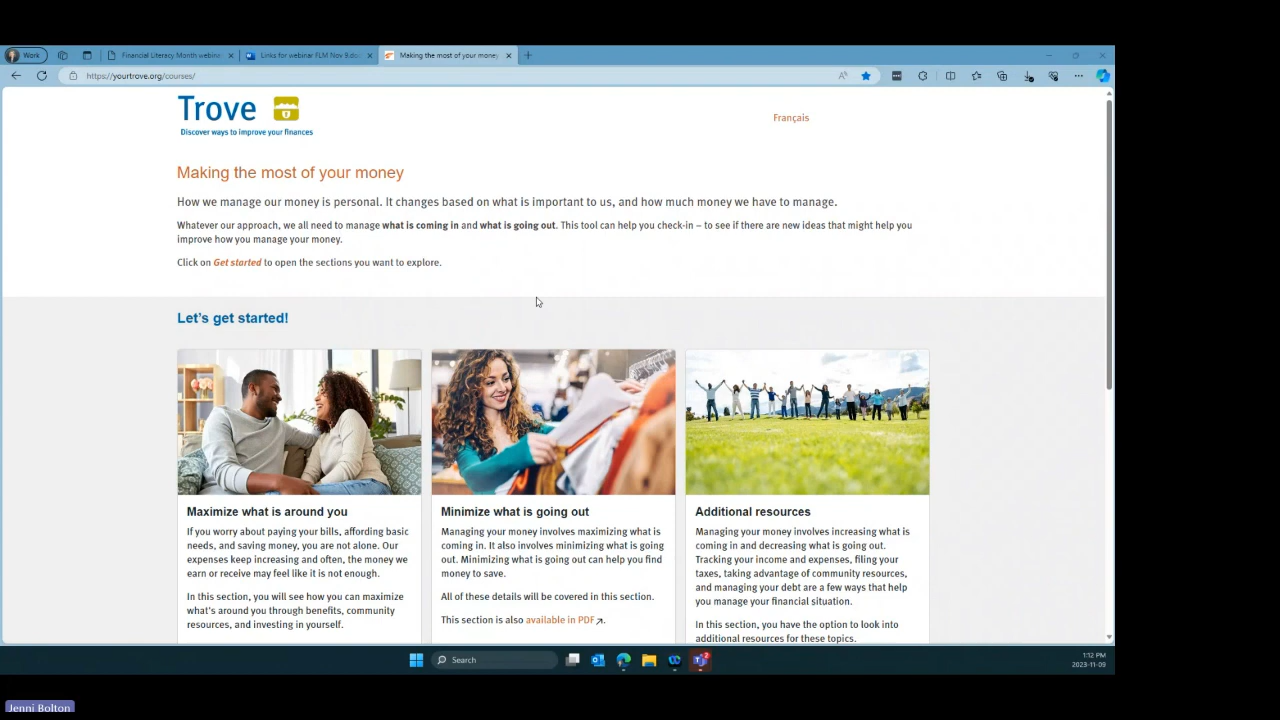 Work
Financial Literacy Month webina
Links for webinar FLM Nov 9.do
Making the most of your money
https://yourtrove.org/courses/
Trove
Discover ways to improve your finances
Français
Making the most of your money
How we manage our money is personal. It changes based on what is important to us, and how much money we have to manage.
Whatever our approach, we all need to manage what is coming in and what is going out. This tool can help you check-in – to see if there are new ideas that might help you
improve how you manage your money.
Click on Get started to open the sections you want to explore.
Let's get started!
Maximize what is around you
If you worry about paying your bills, affording basic
needs, and saving money, you are not alone. Our
expenses keep increasing and often, the money we
earn or receive may feel like it is not enough.
In this section, you will see how you can maximize
what's around you through benefits, community
resources, and investing in yourself.
Minimize what is going out
Managing your money involves maximizing what is
coming in. It also involves minimizing what is going
out. Minimizing what is going out can help you find
money to save.
All of these details will be covered in this section.
This section is also available in PDF.
Additional resources
Managing your money involves increasing what is
coming in and decreasing what is going out.
Tracking your income and expenses, filing your
taxes, taking advantage of community resources,
and managing your debt are a few ways that help
you manage your financial situation.
In this section, you have the option to look into
additional resources for these topics.
Search
1:12 PM
2023-11-09
Jenni Bolton